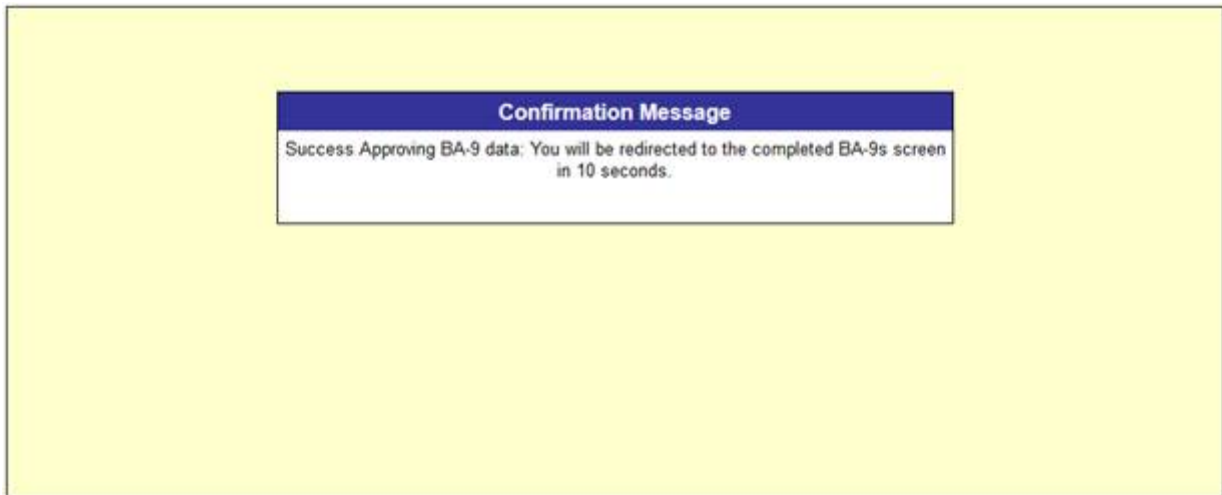 Confirmation Message
Success Approving BA-9 data: You will be redirected to the completed BA-9s screen
in 10 seconds.